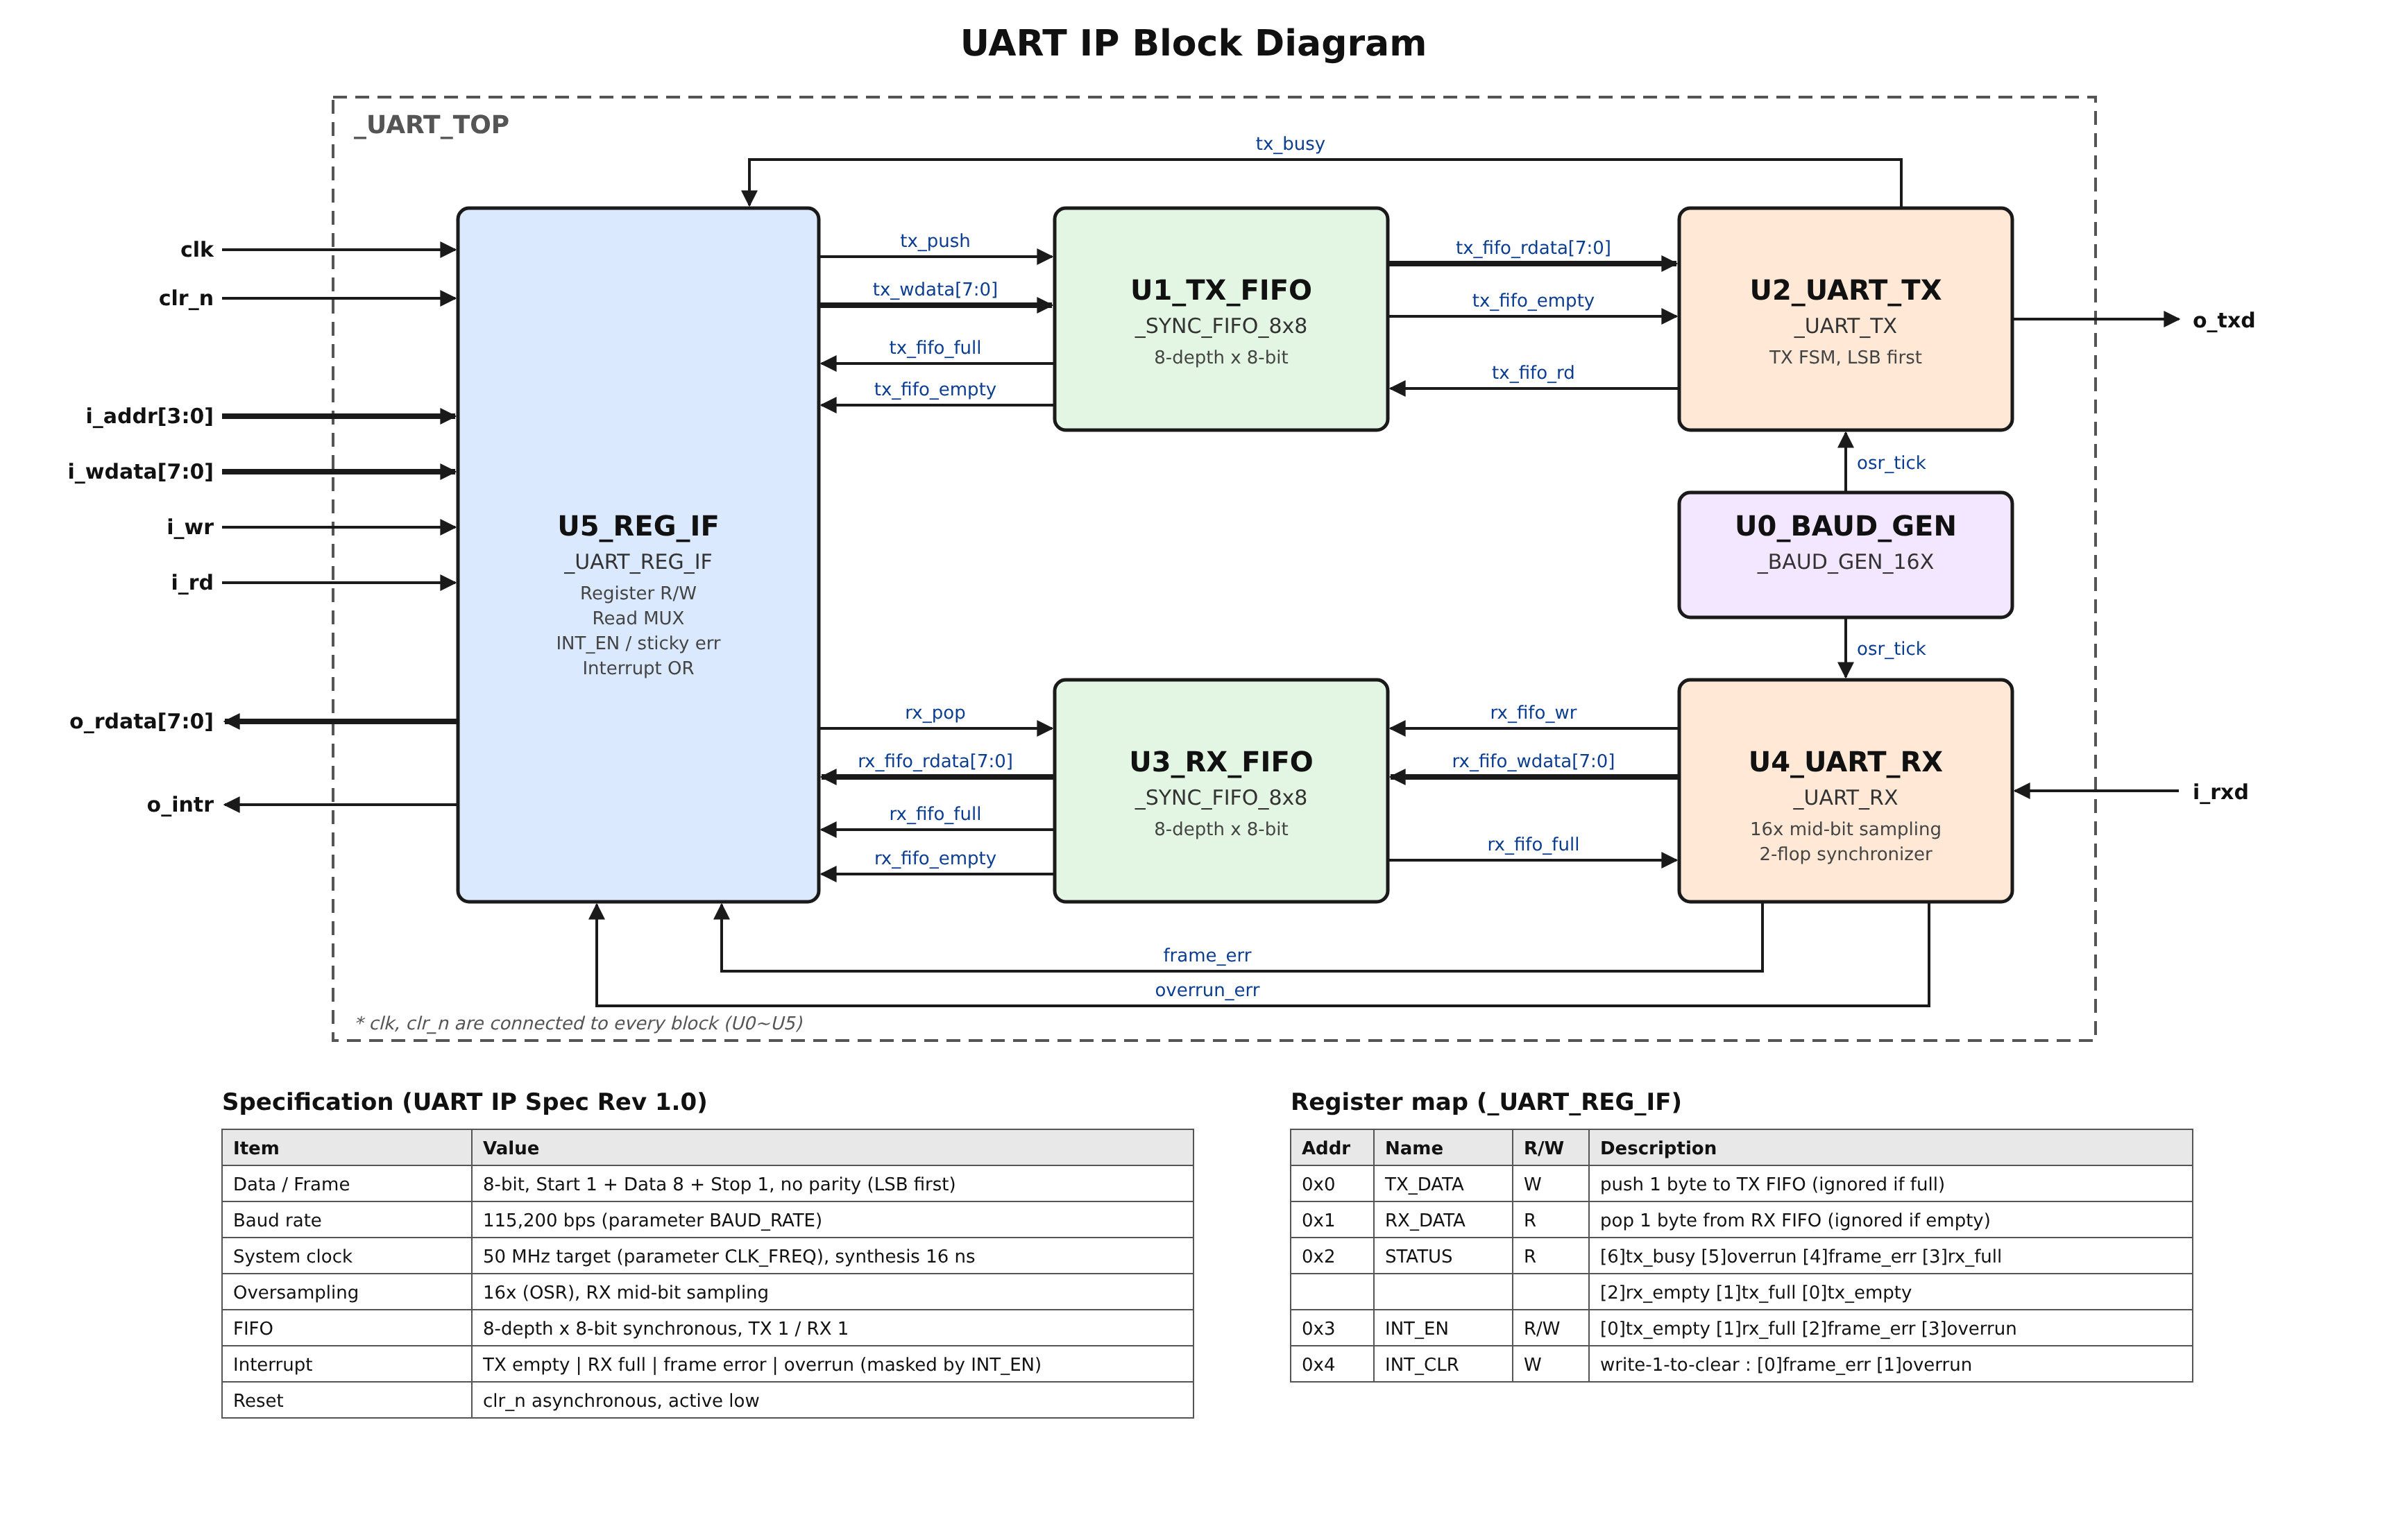 UART IP Block Diagram
_UART_TOP
tx_busy
clk
clr_n
i_addr[3:0]
i_wdata[7:0]
i_wr
i_rd
o_rdata[7:0]
o_intr
U5_REG_IF
_UART_REG_IF
Register R/W
Read MUX
INT_EN / sticky err
Interrupt OR
tx_push
tx_wdata[7:0]
tx_fifo_full
tx_fifo_empty
U1_TX_FIFO
_SYNC_FIFO_8x8
8-depth x 8-bit
tx_fifo_rdata[7:0]
tx_fifo_empty
tx_fifo_rd
U2_UART_TX
_UART_TX
TX FSM, LSB first
o_txd
osr_tick
U0_BAUD_GEN
_BAUD_GEN_16X
osr_tick
rx_pop
rx_fifo_rdata[7:0]
rx_fifo_full
rx_fifo_empty
U3_RX_FIFO
_SYNC_FIFO_8x8
8-depth x 8-bit
rx_fifo_wr
rx_fifo_wdata[7:0]
rx_fifo_full
U4_UART_RX
_UART_RX
16x mid-bit sampling
2-flop synchronizer
i_rxd
frame_err
overrun_err
* clk, clr_n are connected to every block (U0~U5)
Specification (UART IP Spec Rev 1.0)
Item Value
Data / Frame 8-bit, Start 1 + Data 8 + Stop 1, no parity (LSB first)
Baud rate 115,200 bps (parameter BAUD_RATE)
System clock 50 MHz target (parameter CLK_FREQ), synthesis 16 ns
Oversampling 16x (OSR), RX mid-bit sampling
FIFO 8-depth x 8-bit synchronous, TX 1 / RX 1
Interrupt TX empty | RX full | frame error | overrun (masked by INT_EN)
Reset clr_n asynchronous, active low
Register map (_UART_REG_IF)
Addr Name R/W Description
0x0 TX_DATA W push 1 byte to TX FIFO (ignored if full)
0x1 RX_DATA R pop 1 byte from RX FIFO (ignored if empty)
0x2 STATUS R [6]tx_busy [5]overrun [4]frame_err [3]rx_full
[2]rx_empty [1]tx_full [0]tx_empty
0x3 INT_EN R/W [0]tx_empty [1]rx_full [2]frame_err [3]overrun
0x4 INT_CLR W write-1-to-clear : [0]frame_err [1]overrun